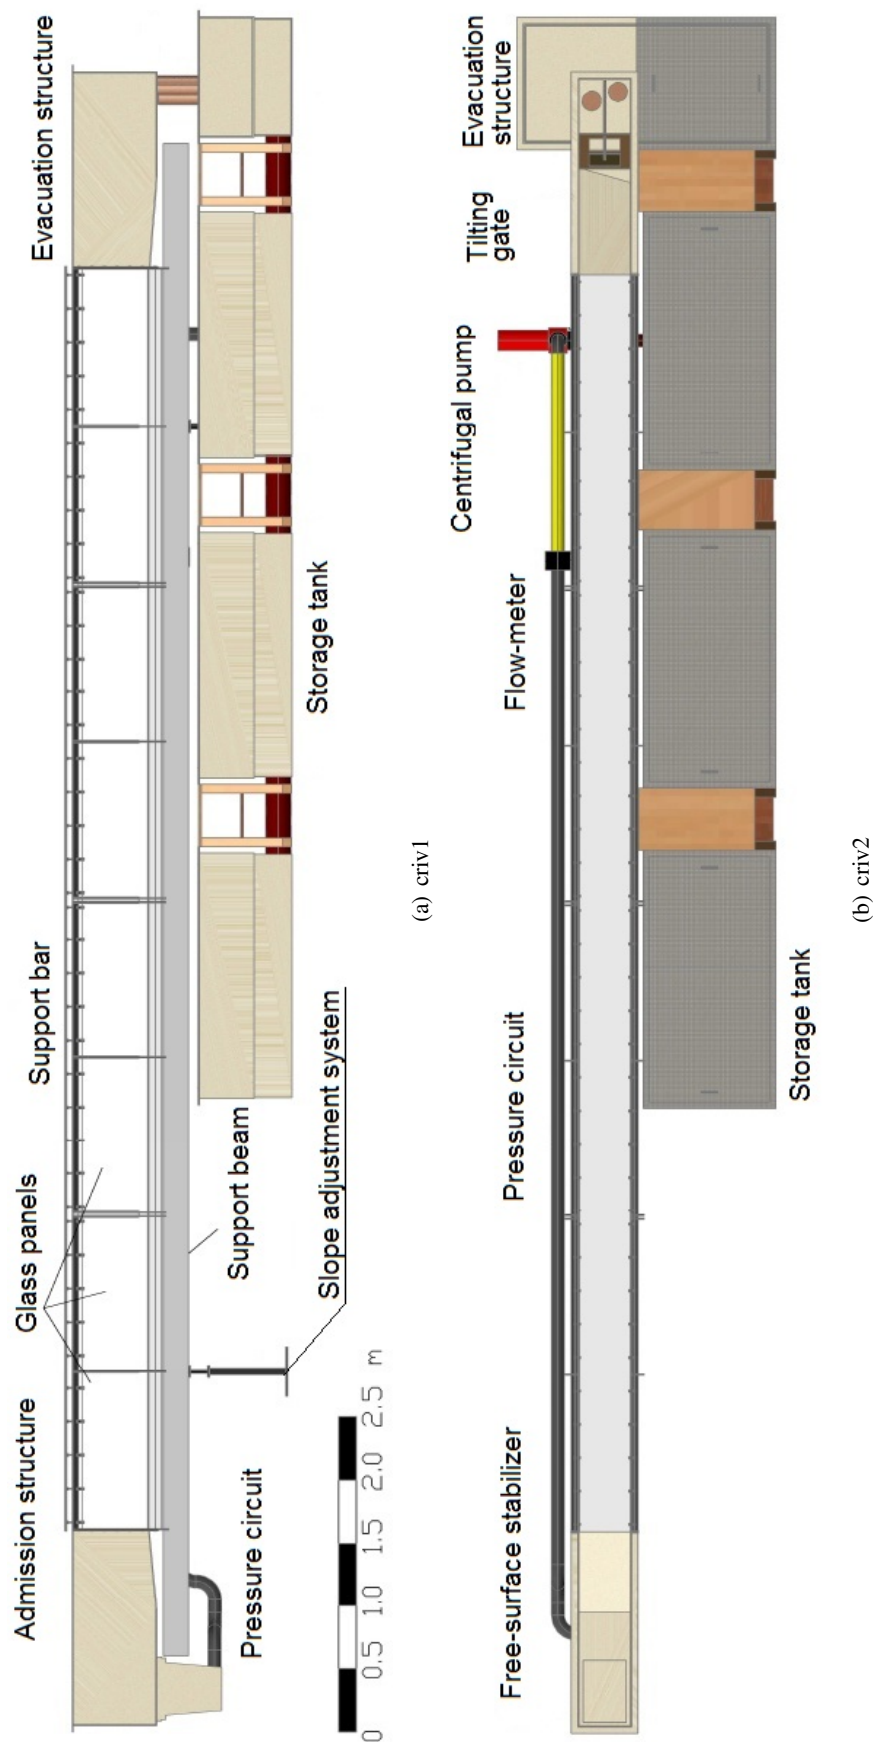 Admission structure
Glass panels
Support bar
Evacuation structure
Pressure circuit
Support beam
Slope adjustment system
Storage tank
0 0.5 1.0 1.5 2.0 2.5 m
(a) criv1
Free-surface stabilizer
Pressure circuit
Flow-meter
Centrifugal pump
Tilting
gate
Evacuation
structure
Storage tank
(b) criv2